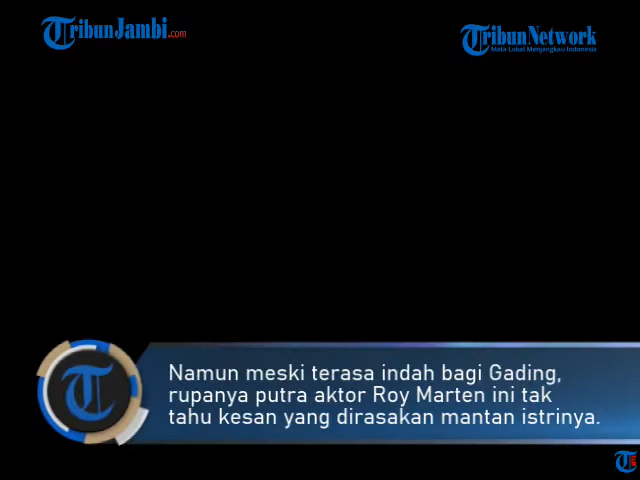 TribunJambi.com
TribunNetwork
Mata Lokal Menjangkau Indonesia
Namun meski terasa indah bagi Gading,
rupanya putra aktor Roy Marten ini tak
tahu kesan yang dirasakan mantan istrinya.